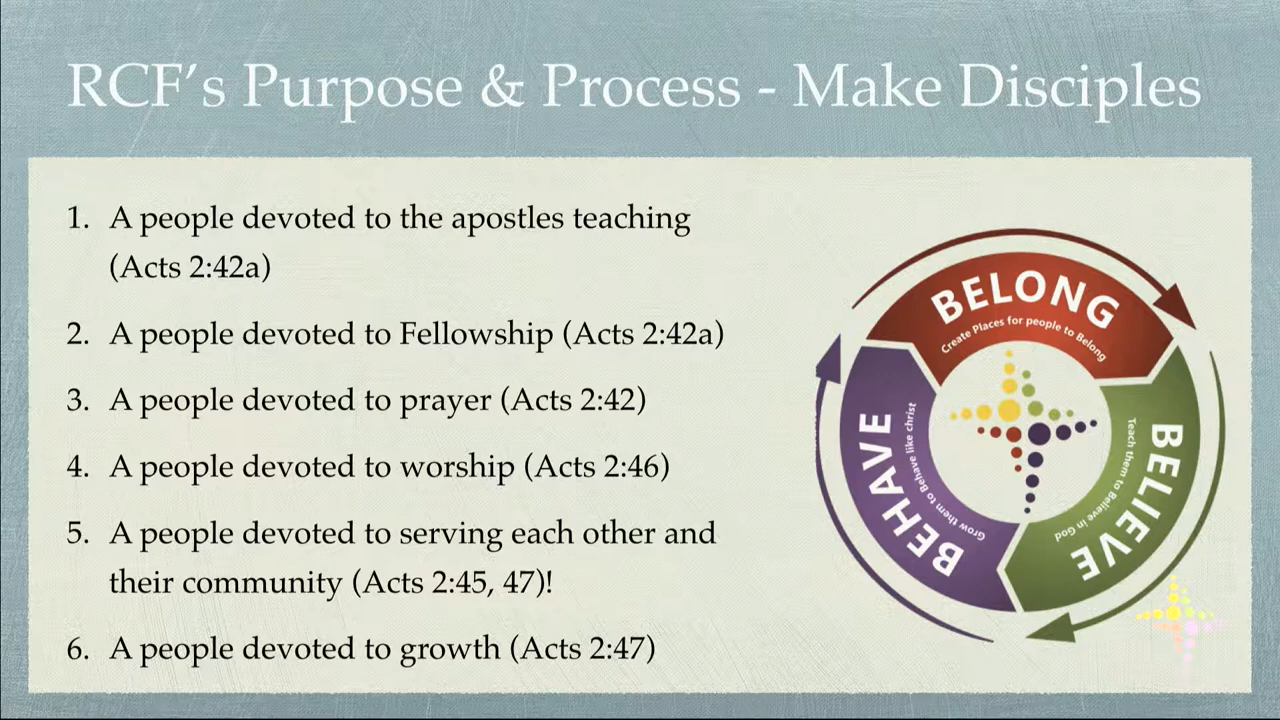 RCF’s Purpose & Process - Make Disciples
1. A people devoted to the apostles teaching
(Acts 2:42a)
2. A people devoted to Fellowship (Acts 2:42a)
3. A people devoted to prayer (Acts 2:42)
4. A people devoted to worship (Acts 2:46)
5. A people devoted to serving each other and
their community (Acts 2:45, 47)!
6. A people devoted to growth (Acts 2:47)
BELONG
Create Places for people to Belong
BELIEVE
Teach them to Believe in God
BEHAVE
Grow them to Behave like christ